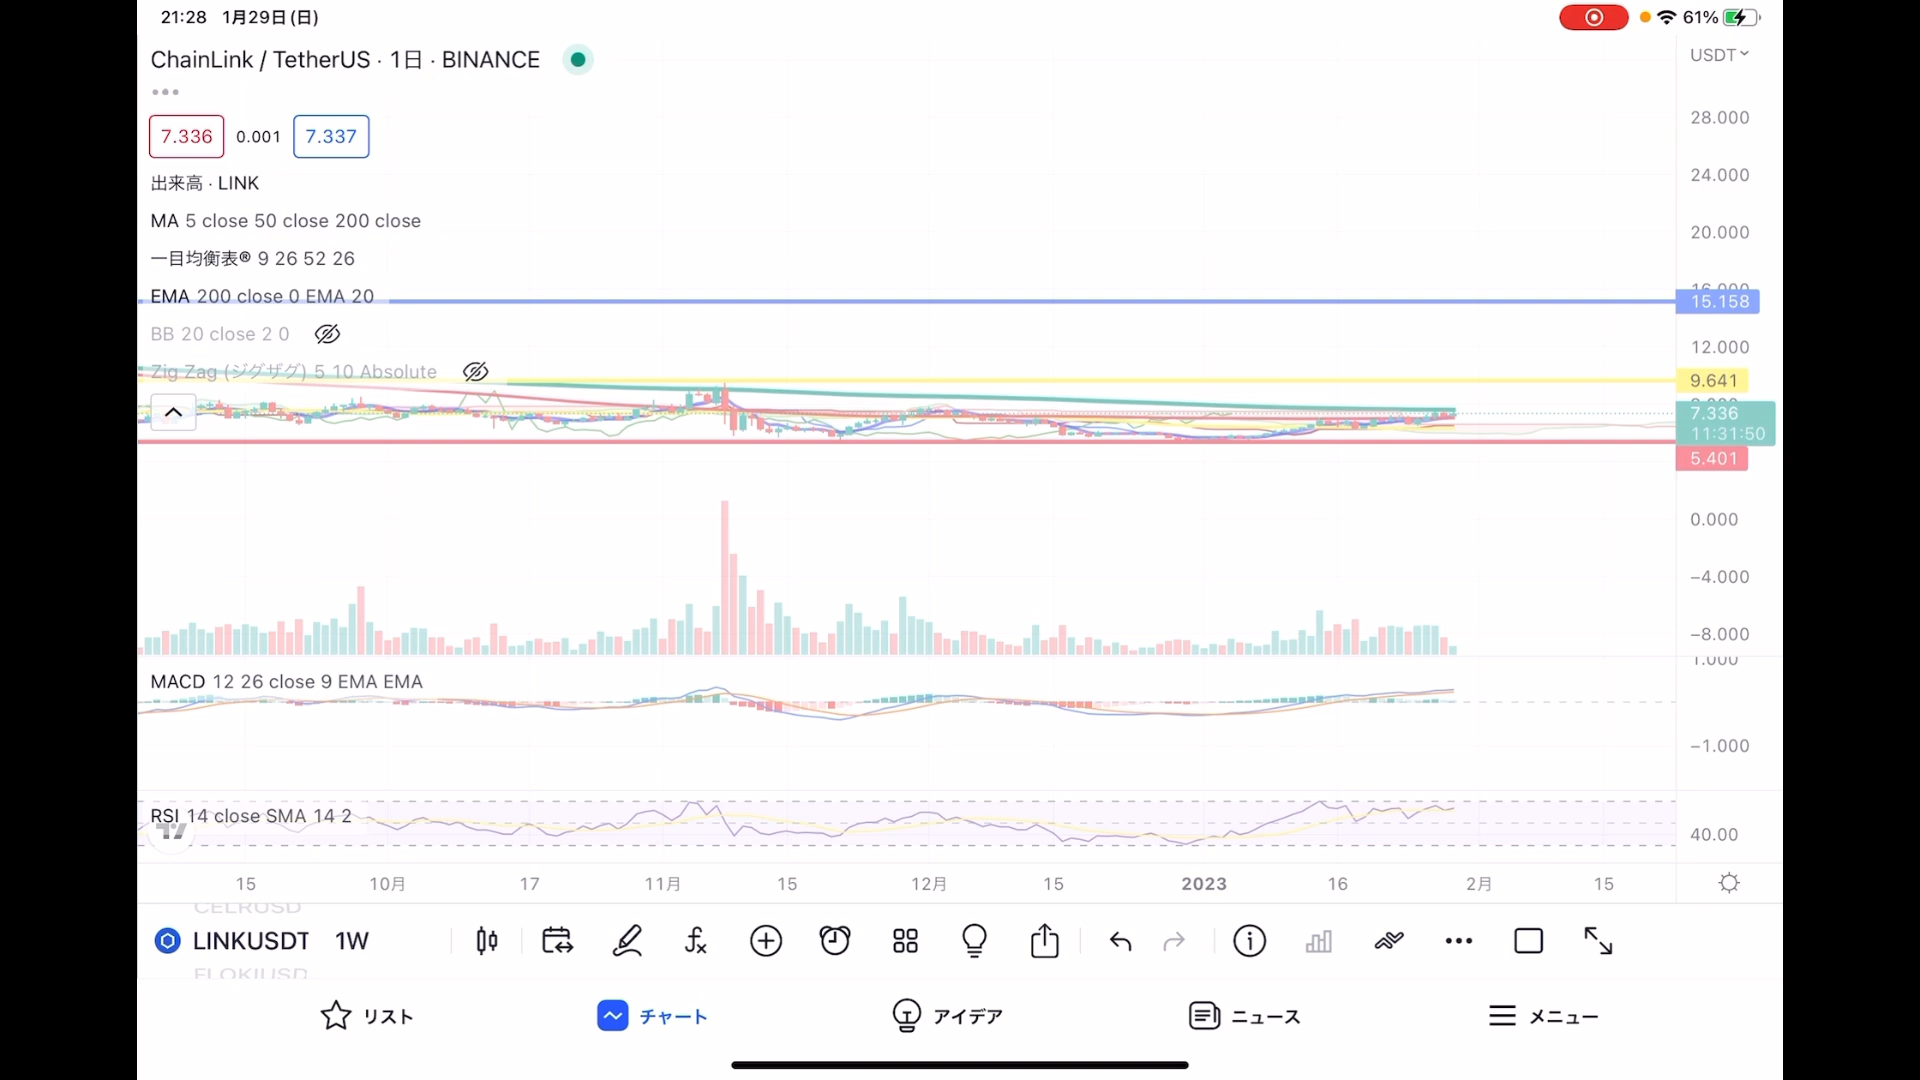 21:28 1月29日(日)
61%
ChainLink / TetherUS · 1日 · BINANCE
USDT
7.336 0.001 7.337
出来高 · LINK
MA 5 close 50 close 200 close
一目均衡表® 9 26 52 26
EMA 200 close 0 EMA 20
BB 20 close 2 0
Zig Zag (ジグザグ) 5 10 Absolute
28.000
24.000
20.000
16.000
15.158
12.000
9.641
7.336
11:31:50
5.401
0.000
−4.000
−8.000
1.000
MACD 12 26 close 9 EMA EMA
−1.000
RSI 14 close SMA 14 2
40.00
15 10月 17 11月 15 12月 15 2023 16 2月 15
CELRUSD
LINKUSDT 1W
FLOKIUSD
リスト チャート アイデア ニュース メニュー